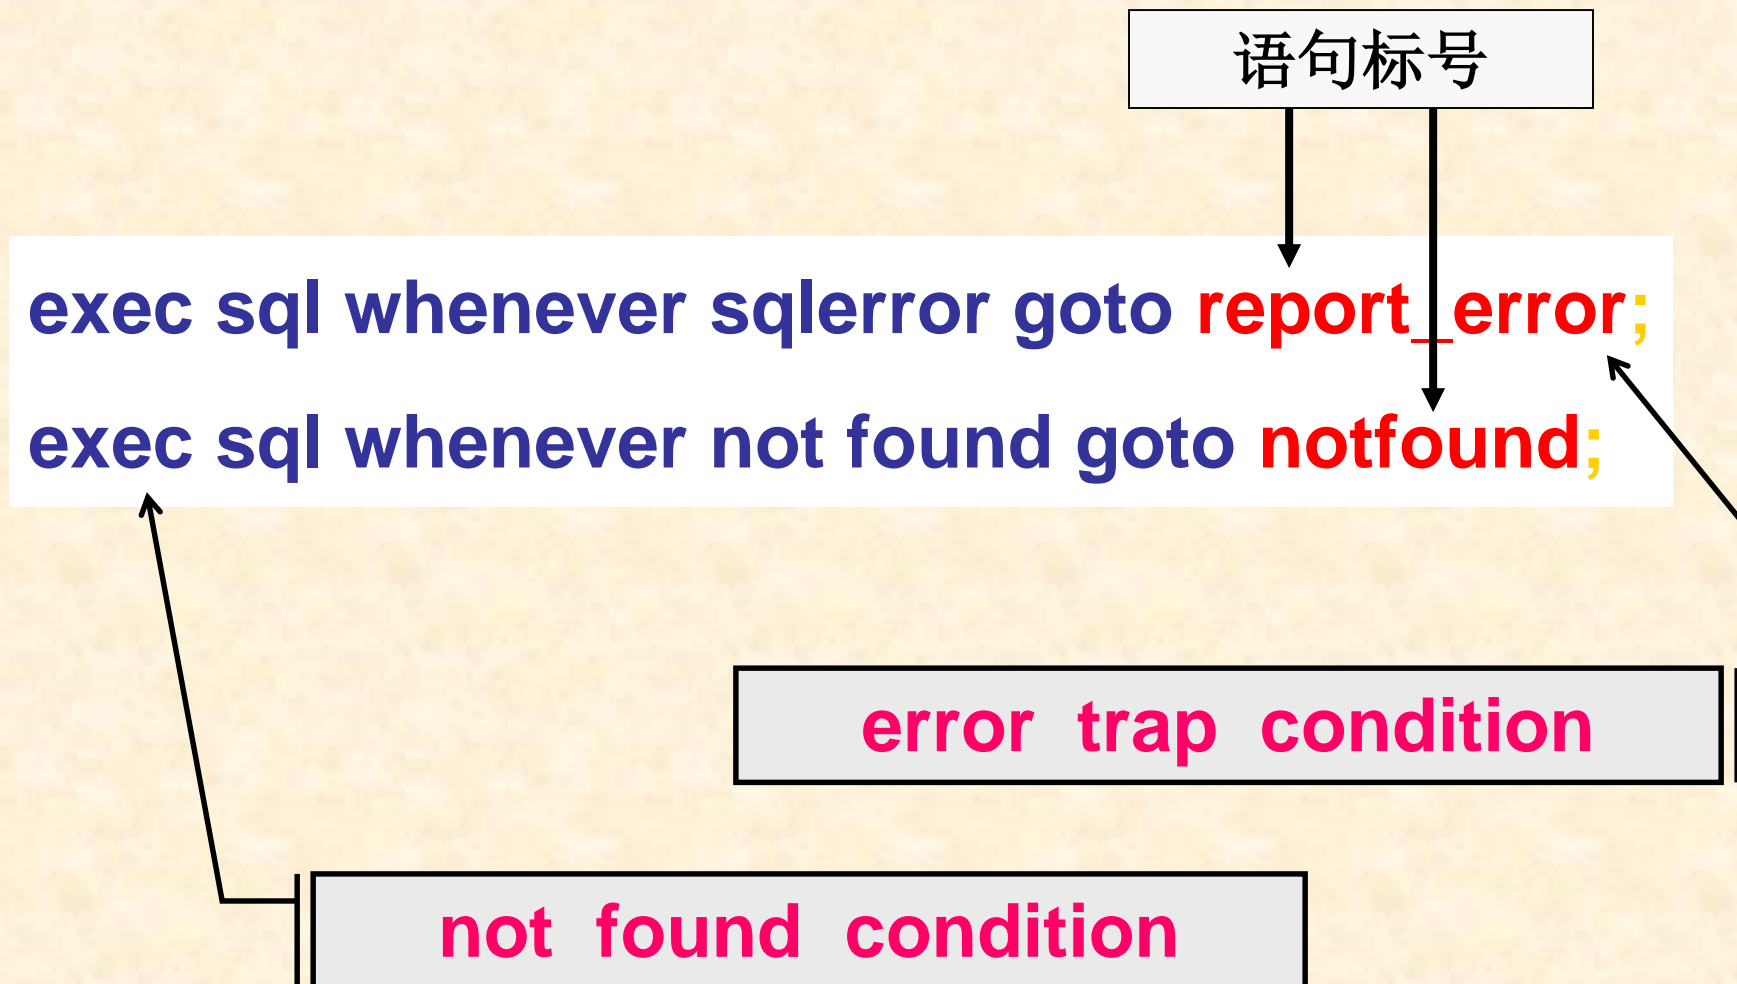 语句标号
exec sql whenever sqlerror goto report_error;
exec sql whenever not found goto notfound;
error trap condition
not found condition